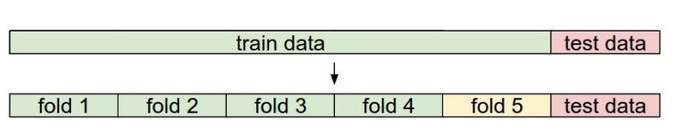 train data test data
fold 1 fold 2 fold 3 fold 4 fold 5 test data